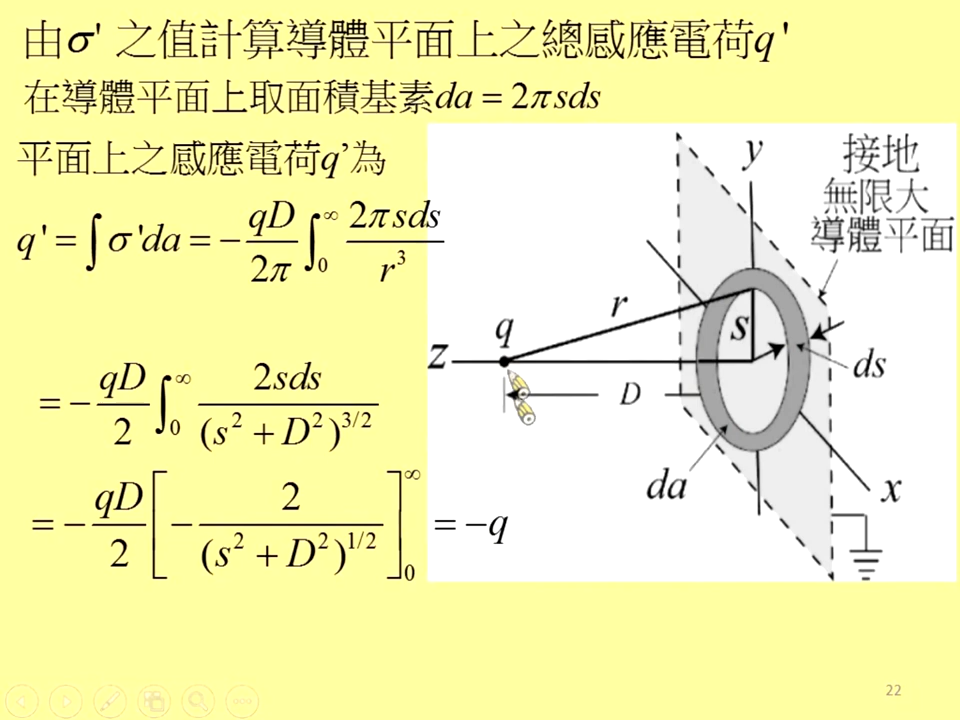 由σ' 之值計算導體平面上之總感應電荷q'
在導體平面上取面積基素da = 2πsds
平面上之感應電荷q’為
q' = ∫ σ'da = − qD/2π ∫₀^∞ 2πsds/r³
= − qD/2 ∫₀^∞ 2sds/(s² + D²)^3/2
= − qD/2 [ − 2/(s² + D²)^1/2 ]₀^∞ = −q
y
接地
無限大
導體平面
r
q
s
z
ds
D
da
x
22